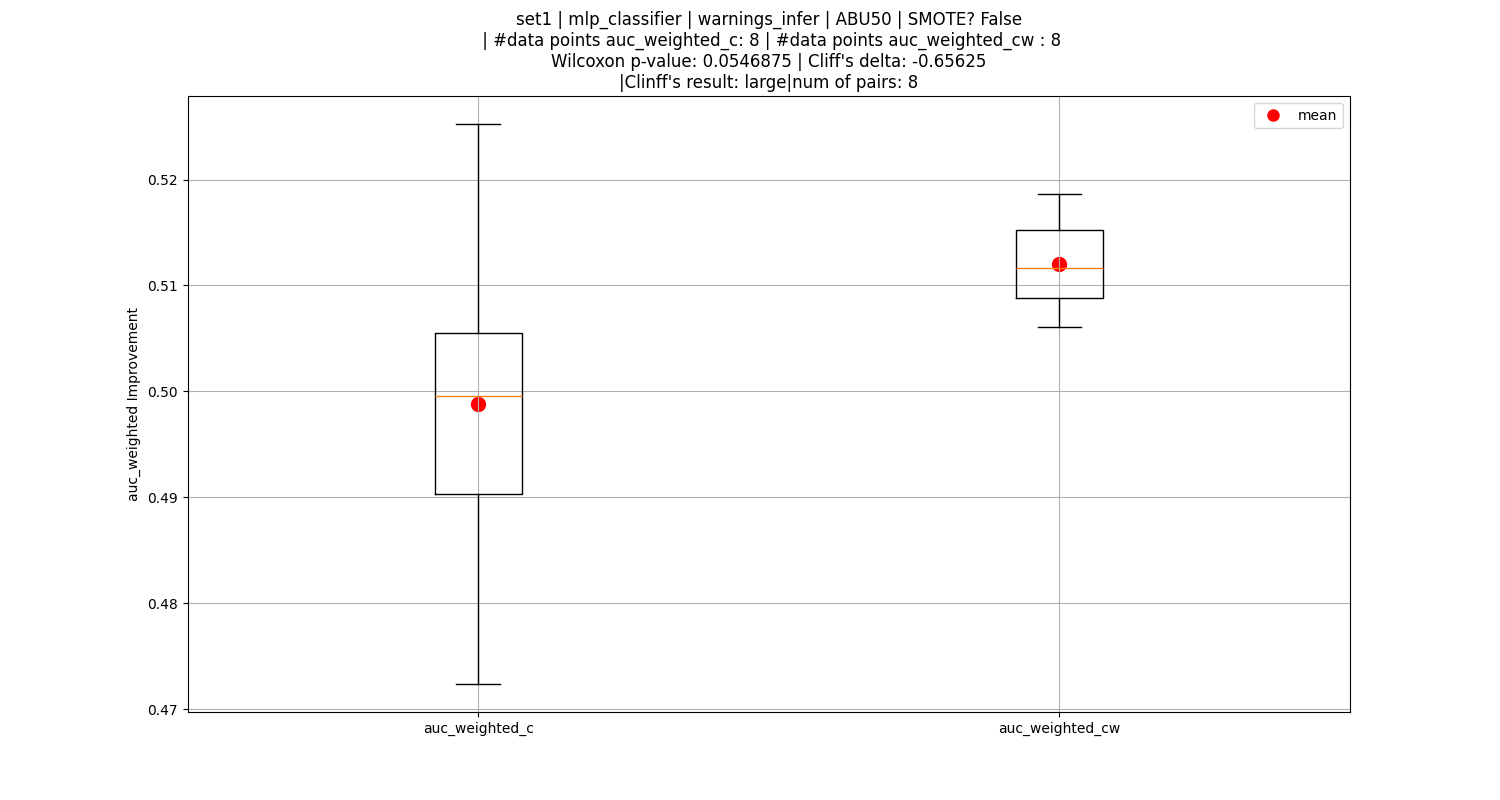 set1 | mlp_classifier | warnings_infer | ABU50 | SMOTE? False
| #data points auc_weighted_c: 8 | #data points auc_weighted_cw : 8
Wilcoxon p-value: 0.0546875 | Cliff's delta: -0.65625
|Clinff's result: large|num of pairs: 8
mean
0.52
0.51
0.50
0.49
0.48
0.47
auc_weighted Improvement
auc_weighted_c
auc_weighted_cw